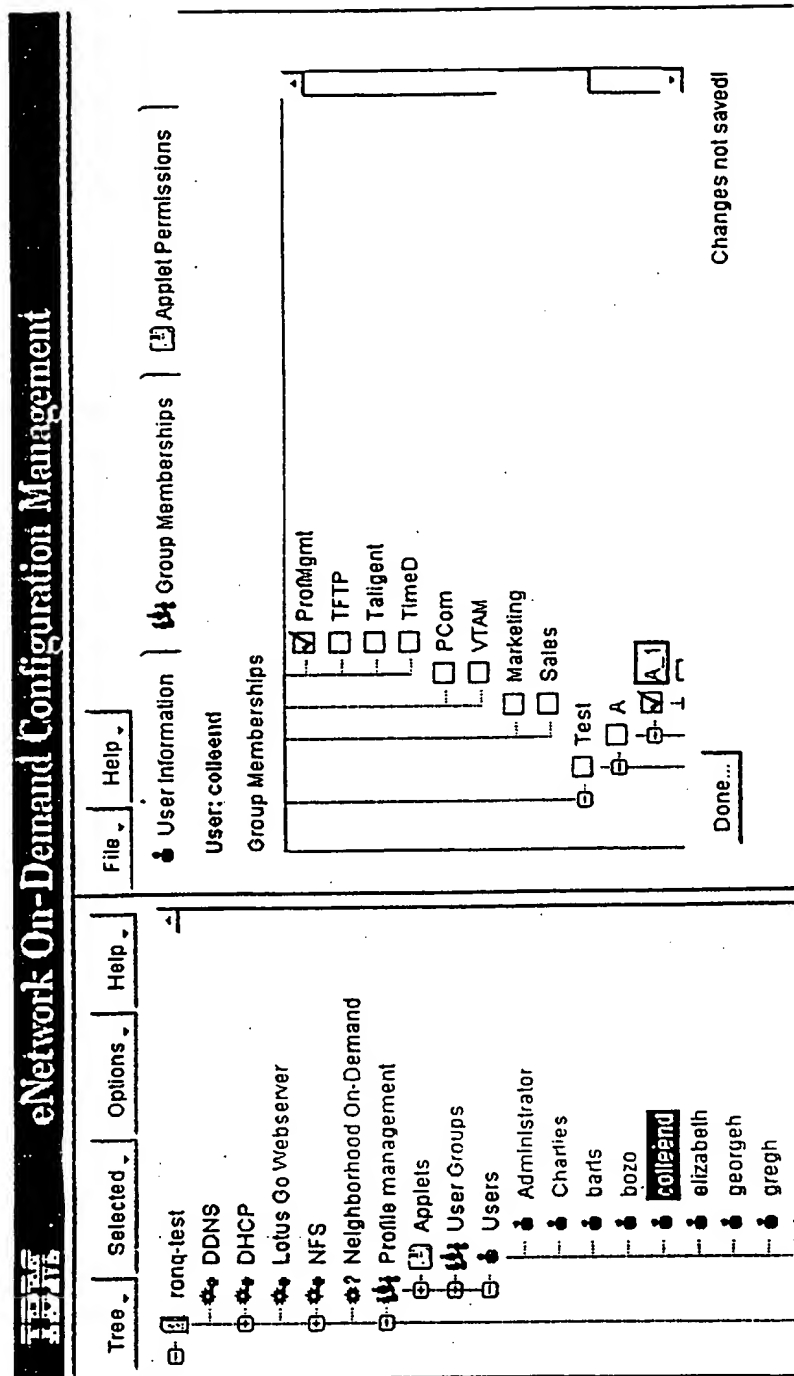 IBM eNetwork On-Demand Configuration Management
Tree Selected Options Help
ronq-test
DDNS
DHCP
Lotus Go Webserver
NFS
? Neighborhood On-Demand
Profile management
Applets
User Groups
Users
Administrator
Charlies
barts
bozo
colleend
elizabeth
georgeh
gregh
File Help
User Information Group Memberships Applet Permissions
User: colleend
Group Memberships
ProfMgmt
TFTP
Taligent
TimeD
PCom
VTAM
Marketing
Sales
Test
A
A_1
Done...
Changes not saved!